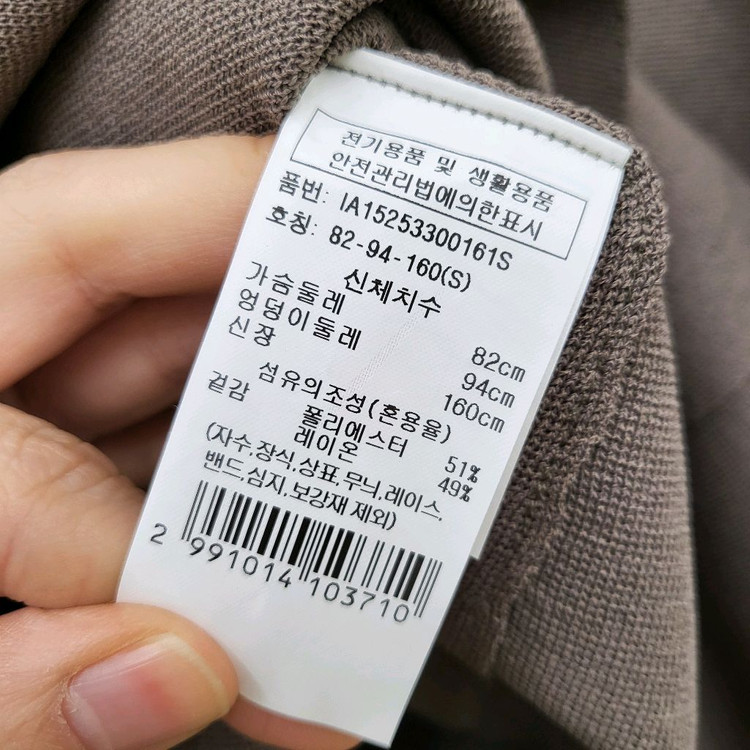 전기용품 및 생활용품
안전관리법에의한표시
품번: IA15253300161S
호칭: 82-94-160(S)
신체치수
가슴둘레 82cm
엉덩이둘레 94cm
신장 160cm
섬유의조성(혼용율)
겉감 폴리에스터 51%
레이온 49%
(자수,장식,상표,무늬,레이스,
밴드,심지,보강재 제외)
2 991014 103710